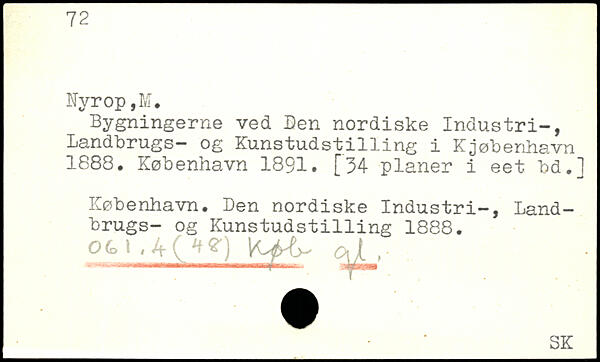 72
Nyrop,M.
Bygningerne ved Den nordiske Industri-,
Landbrugs- og Kunstudstilling i Kjøbenhavn
1888. København 1891. [34 planer i eet bd.]
København. Den nordiske Industri-, Land-
brugs- og Kunstudstilling 1888.
061.4(48) Køb gl.
SK